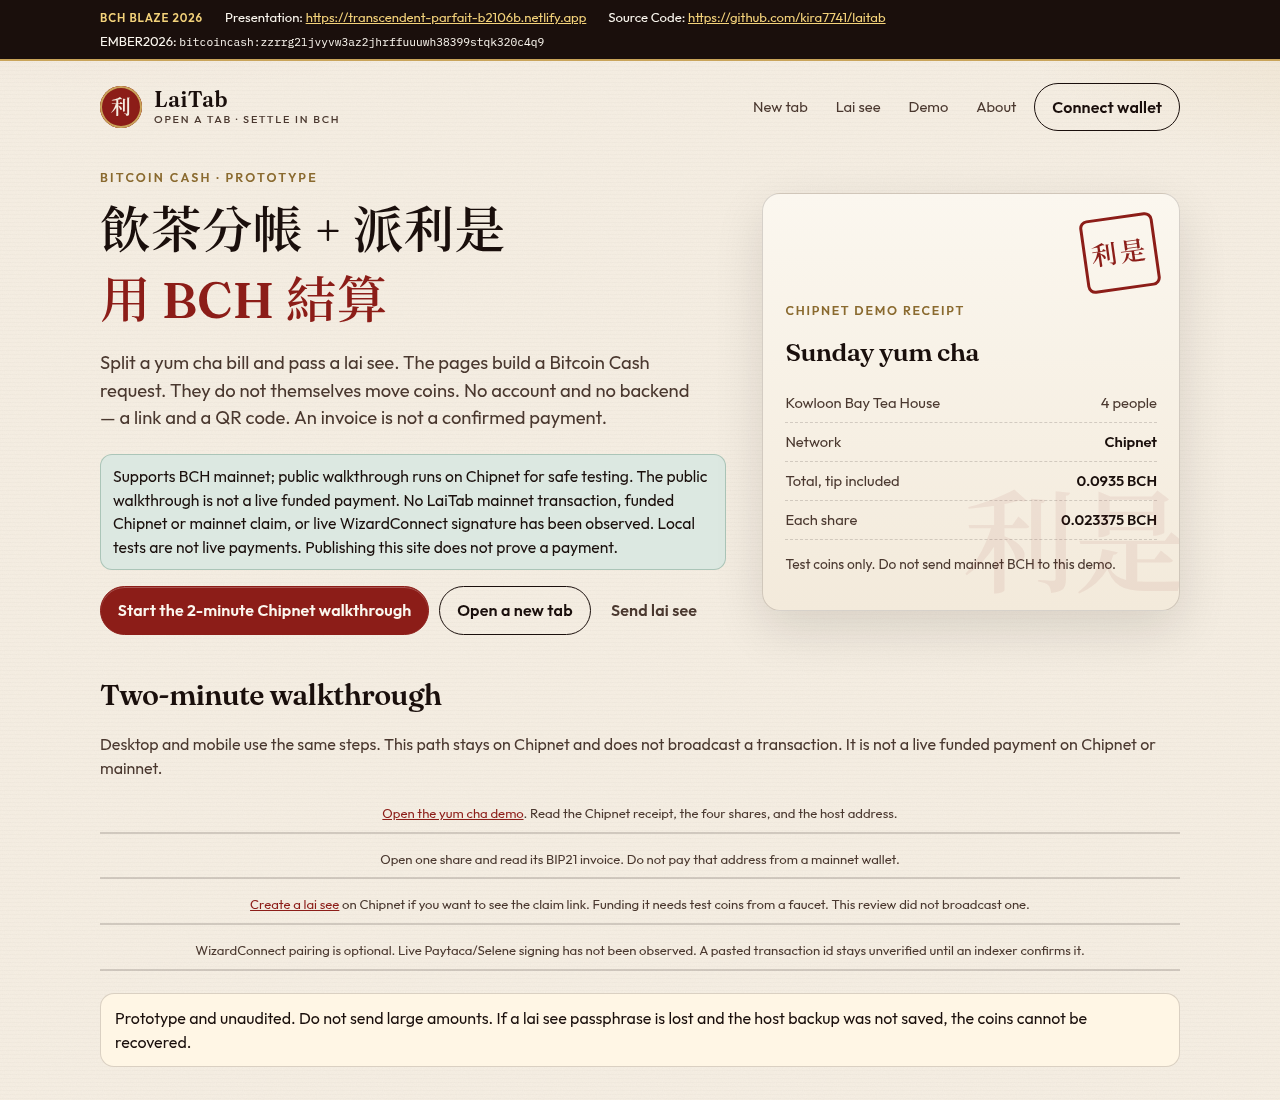 BCH BLAZE 2026 Presentation: https://transcendent-parfait-b2106b.netlify.app Source Code: https://github.com/kira7741/laitab
EMBER2026: bitcoincash:zzrrg2ljvyvw3az2jhrffuuuwh38399stqk320c4q9
利
LaiTab
OPEN A TAB · SETTLE IN BCH
New tab Lai see Demo About Connect wallet
BITCOIN CASH · PROTOTYPE
飲茶分帳 + 派利是
用 BCH 結算
Split a yum cha bill and pass a lai see. The pages build a Bitcoin Cash
request. They do not themselves move coins. No account and no backend
— a link and a QR code. An invoice is not a confirmed payment.
Supports BCH mainnet; public walkthrough runs on Chipnet for safe testing. The public
walkthrough is not a live funded payment. No LaiTab mainnet transaction, funded
Chipnet or mainnet claim, or live WizardConnect signature has been observed. Local
tests are not live payments. Publishing this site does not prove a payment.
Start the 2-minute Chipnet walkthrough Open a new tab Send lai see
利是
CHIPNET DEMO RECEIPT
Sunday yum cha
Kowloon Bay Tea House 4 people
Network Chipnet
Total, tip included 0.0935 BCH
Each share 0.023375 BCH
利是
Test coins only. Do not send mainnet BCH to this demo.
Two-minute walkthrough
Desktop and mobile use the same steps. This path stays on Chipnet and does not broadcast a transaction. It is not a live funded payment on Chipnet or
mainnet.
Open the yum cha demo. Read the Chipnet receipt, the four shares, and the host address.
Open one share and read its BIP21 invoice. Do not pay that address from a mainnet wallet.
Create a lai see on Chipnet if you want to see the claim link. Funding it needs test coins from a faucet. This review did not broadcast one.
WizardConnect pairing is optional. Live Paytaca/Selene signing has not been observed. A pasted transaction id stays unverified until an indexer confirms it.
Prototype and unaudited. Do not send large amounts. If a lai see passphrase is lost and the host backup was not saved, the coins cannot be
recovered.